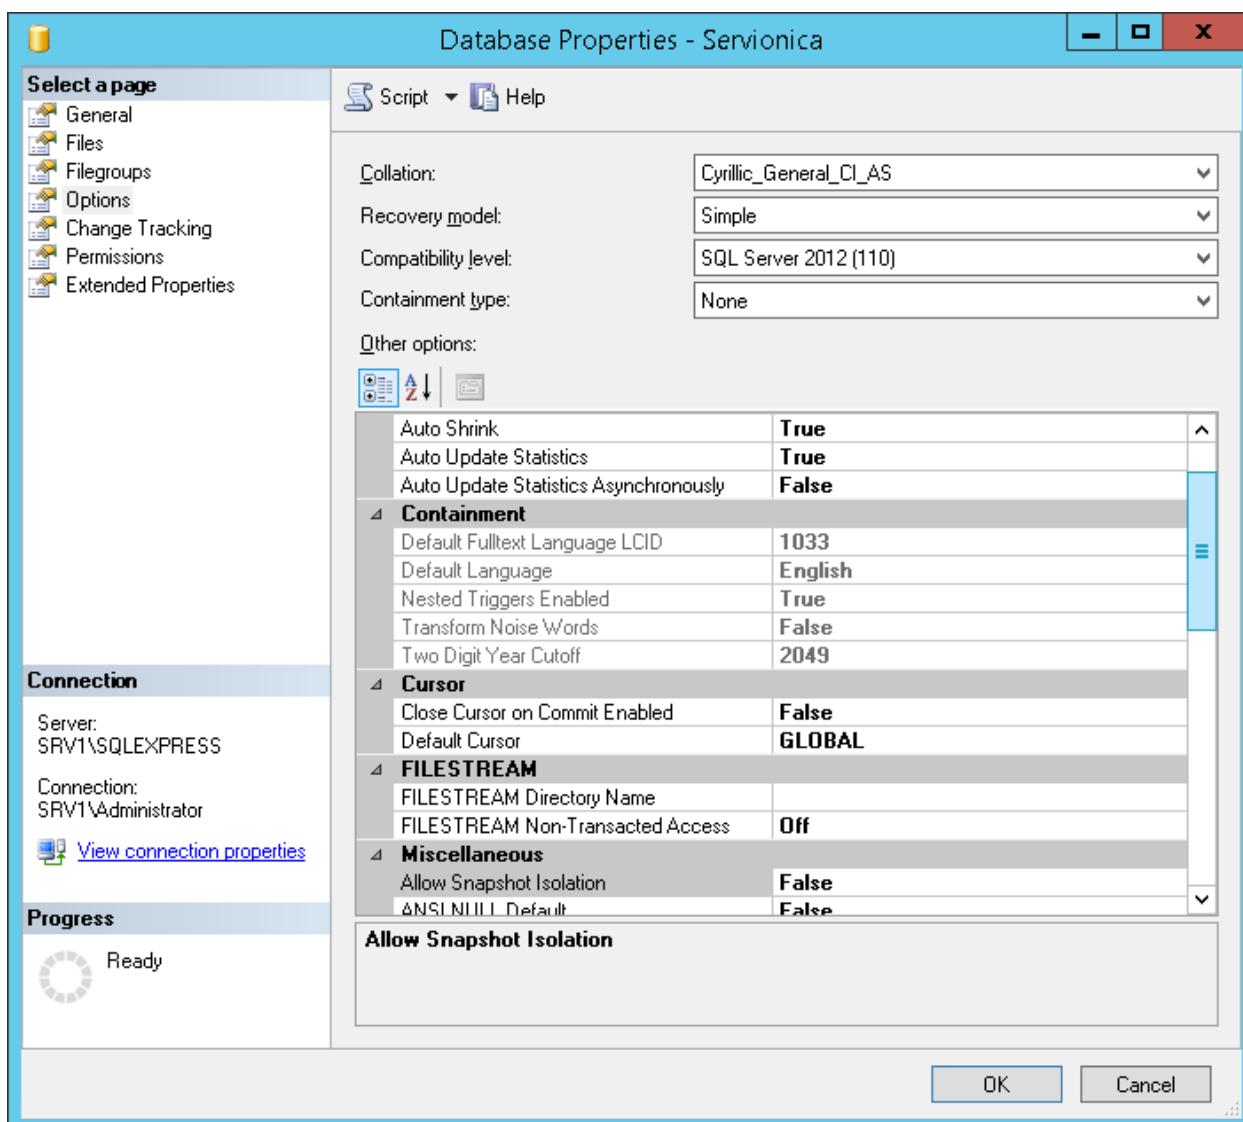 Database Properties - Servionica
Select a page
General
Files
Filegroups
Options
Change Tracking
Permissions
Extended Properties
Connection
Server:
SRV1\SQLEXPRESS
Connection:
SRV1\Administrator
View connection properties
Progress
Ready
Script Help
Collation: Cyrillic_General_CI_AS
Recovery model: Simple
Compatibility level: SQL Server 2012 (110)
Containment type: None
Other options:
Auto Shrink True
Auto Update Statistics True
Auto Update Statistics Asynchronously False
Containment
Default Fulltext Language LCID 1033
Default Language English
Nested Triggers Enabled True
Transform Noise Words False
Two Digit Year Cutoff 2049
Cursor
Close Cursor on Commit Enabled False
Default Cursor GLOBAL
FILESTREAM
FILESTREAM Directory Name
FILESTREAM Non-Transacted Access Off
Miscellaneous
Allow Snapshot Isolation False
ANSI NULL Default False
Allow Snapshot Isolation
OK Cancel